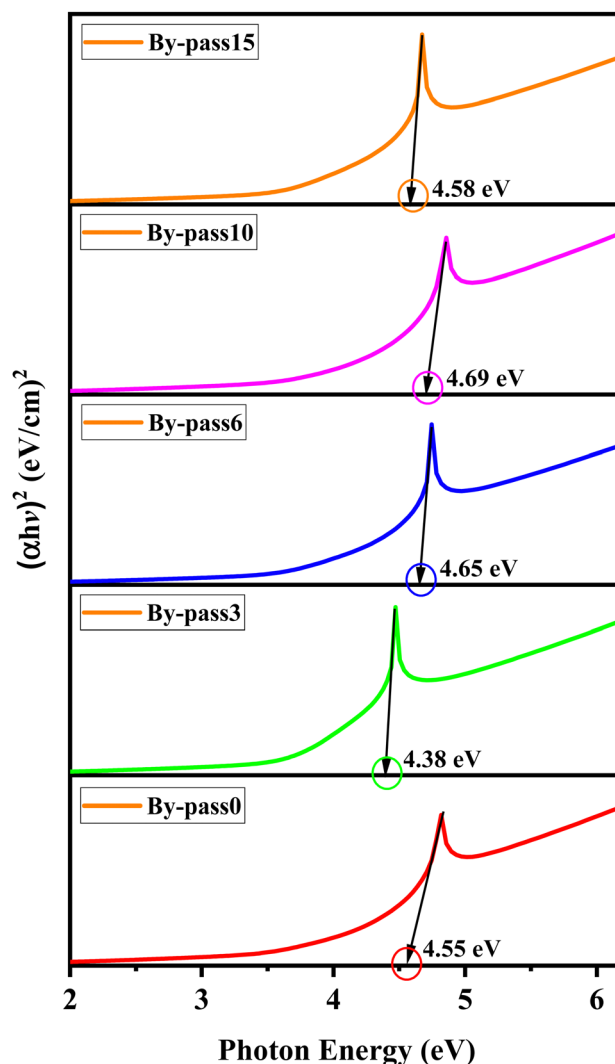 By-pass15
4.58 eV
By-pass10
4.69 eV
By-pass6
4.65 eV
By-pass3
4.38 eV
By-pass0
4.55 eV
(αhν)² (eV/cm)²
2 3 4 5 6
Photon Energy (eV)